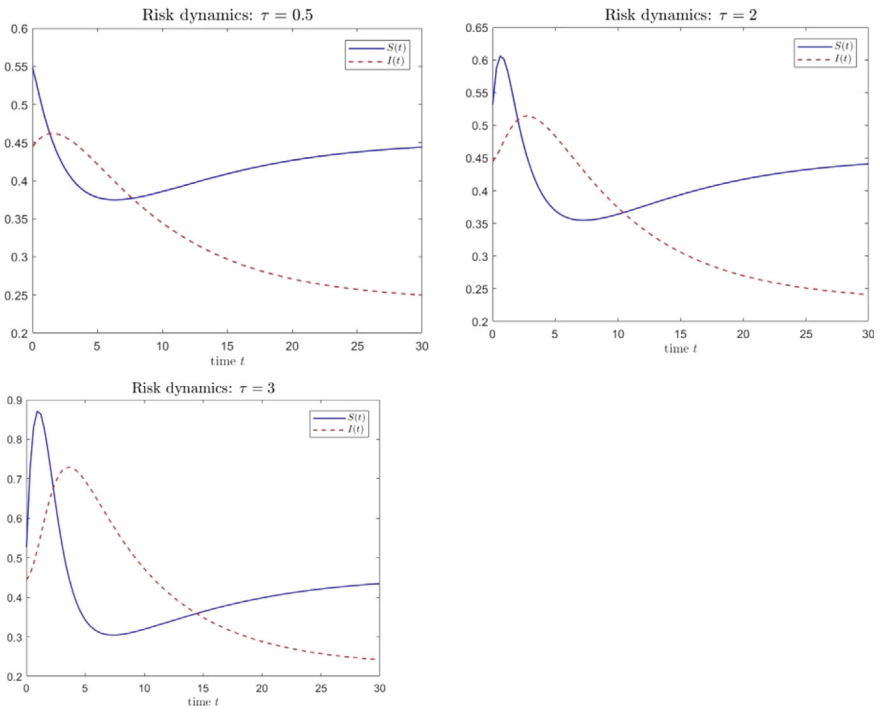 Risk dynamics: τ = 0.5
0.6
0.55
0.5
0.45
0.4
0.35
0.3
0.25
0.2
S(t)
I(t)
0 5 10 15 20 25 30
time t
Risk dynamics: τ = 2
0.65
0.6
0.55
0.5
0.45
0.4
0.35
0.3
0.25
0.2
S(t)
I(t)
0 5 10 15 20 25 30
time t
Risk dynamics: τ = 3
0.9
0.8
0.7
0.6
0.5
0.4
0.3
0.2
S(t)
I(t)
0 5 10 15 20 25 30
time t